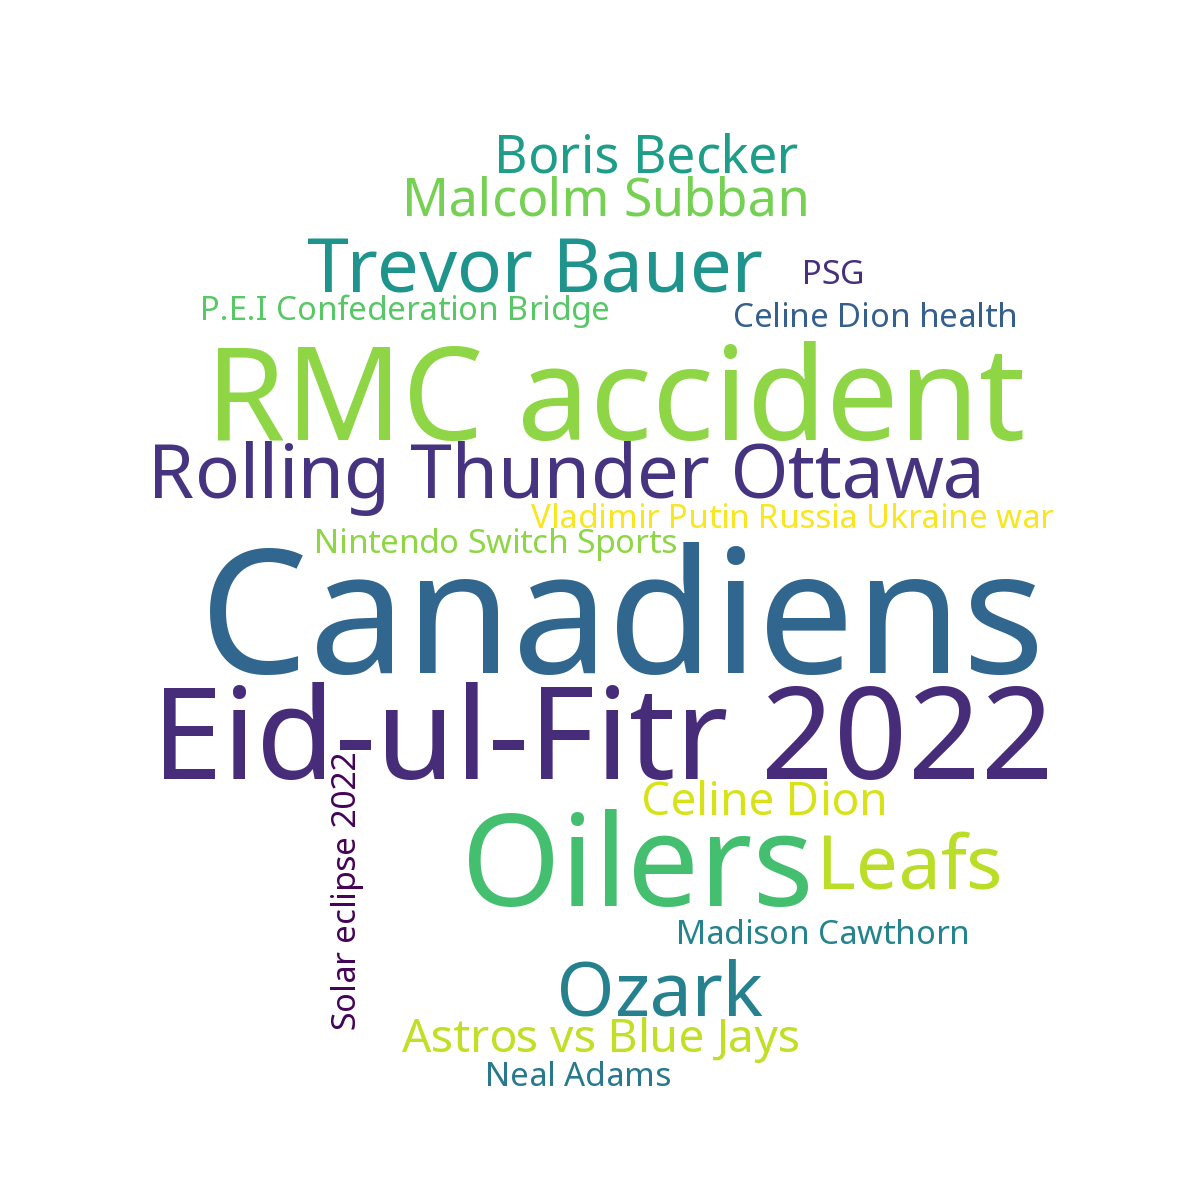 Boris Becker
Malcolm Subban
Trevor Bauer
PSG
P.E.I Confederation Bridge
Celine Dion health
RMC accident
Rolling Thunder Ottawa
Vladimir Putin Russia Ukraine war
Nintendo Switch Sports
Canadiens
Eid-ul-Fitr 2022
Solar eclipse 2022
Celine Dion
Oilers
Leafs
Madison Cawthorn
Ozark
Astros vs Blue Jays
Neal Adams